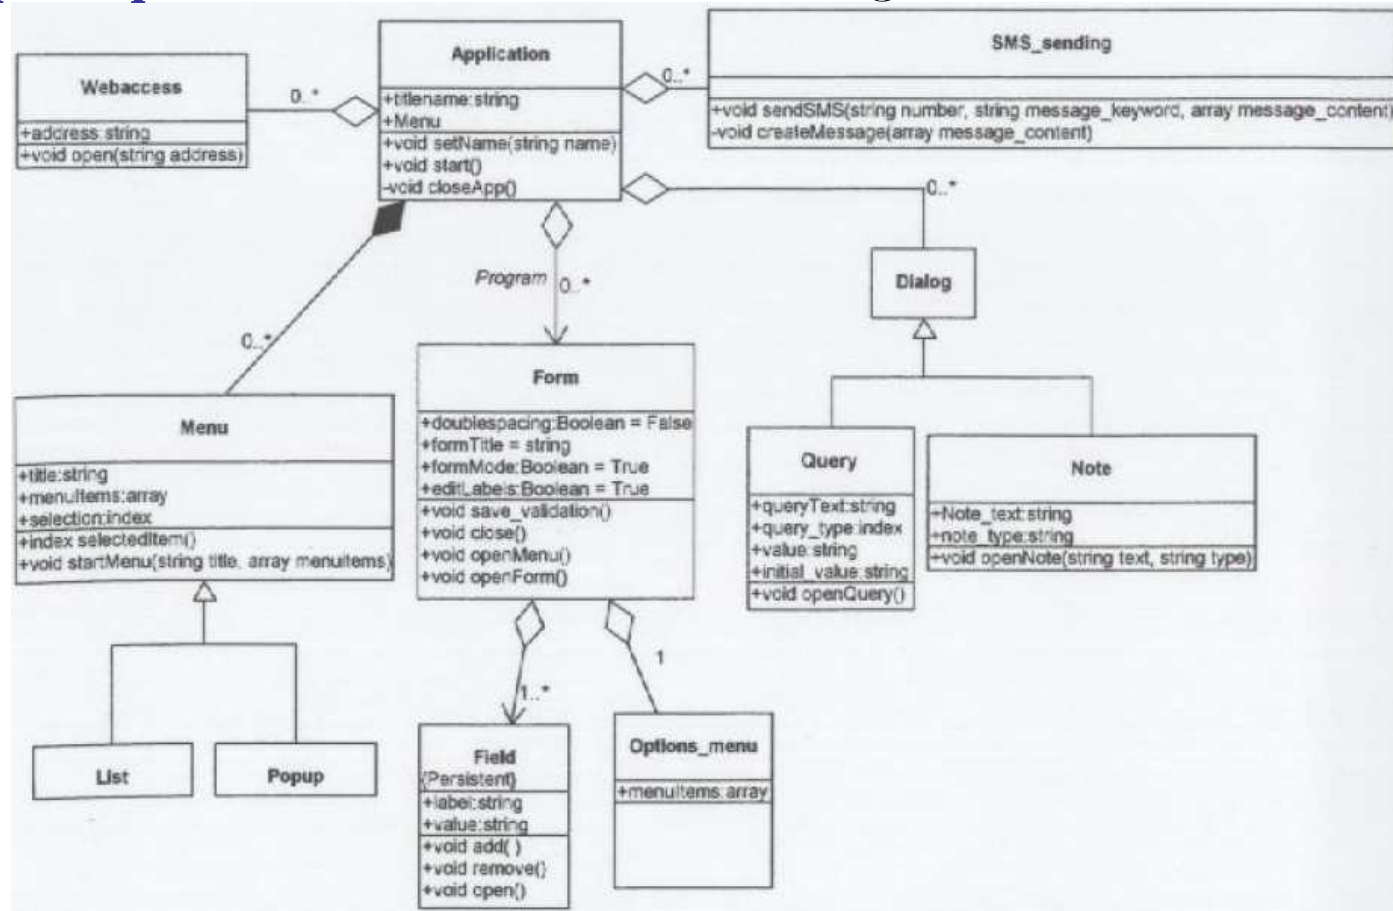 Webaccess
+address:string
+void open(string address)
0..*
Application
+titlename:string
+Menu
+void setName(string name)
+void start()
-void closeApp()
0..*
SMS_sending
+void sendSMS(string number, string message_keyword, array message_content)
-void createMessage(array message_content)
0..*
Dialog
Program
0..*
0..*
Menu
+title:string
+menuItems:array
+selection:index
+index selectedItem()
+void startMenu(string title, array menuitems)
Form
+doublespacing:Boolean = False
+formTitle = string
+formMode:Boolean = True
+editLabels:Boolean = True
+void save_validation()
+void close()
+void openMenu()
+void openForm()
Query
+queryText:string
+query_type:index
+value:string
+initial_value:string
+void openQuery()
Note
+Note_text:string
+note_type:string
+void openNote(string text, string type)
1..*
1
List
Popup
Field
{Persistent}
+label:string
+value:string
+void add( )
+void remove()
+void open()
Options_menu
+menuItems:array